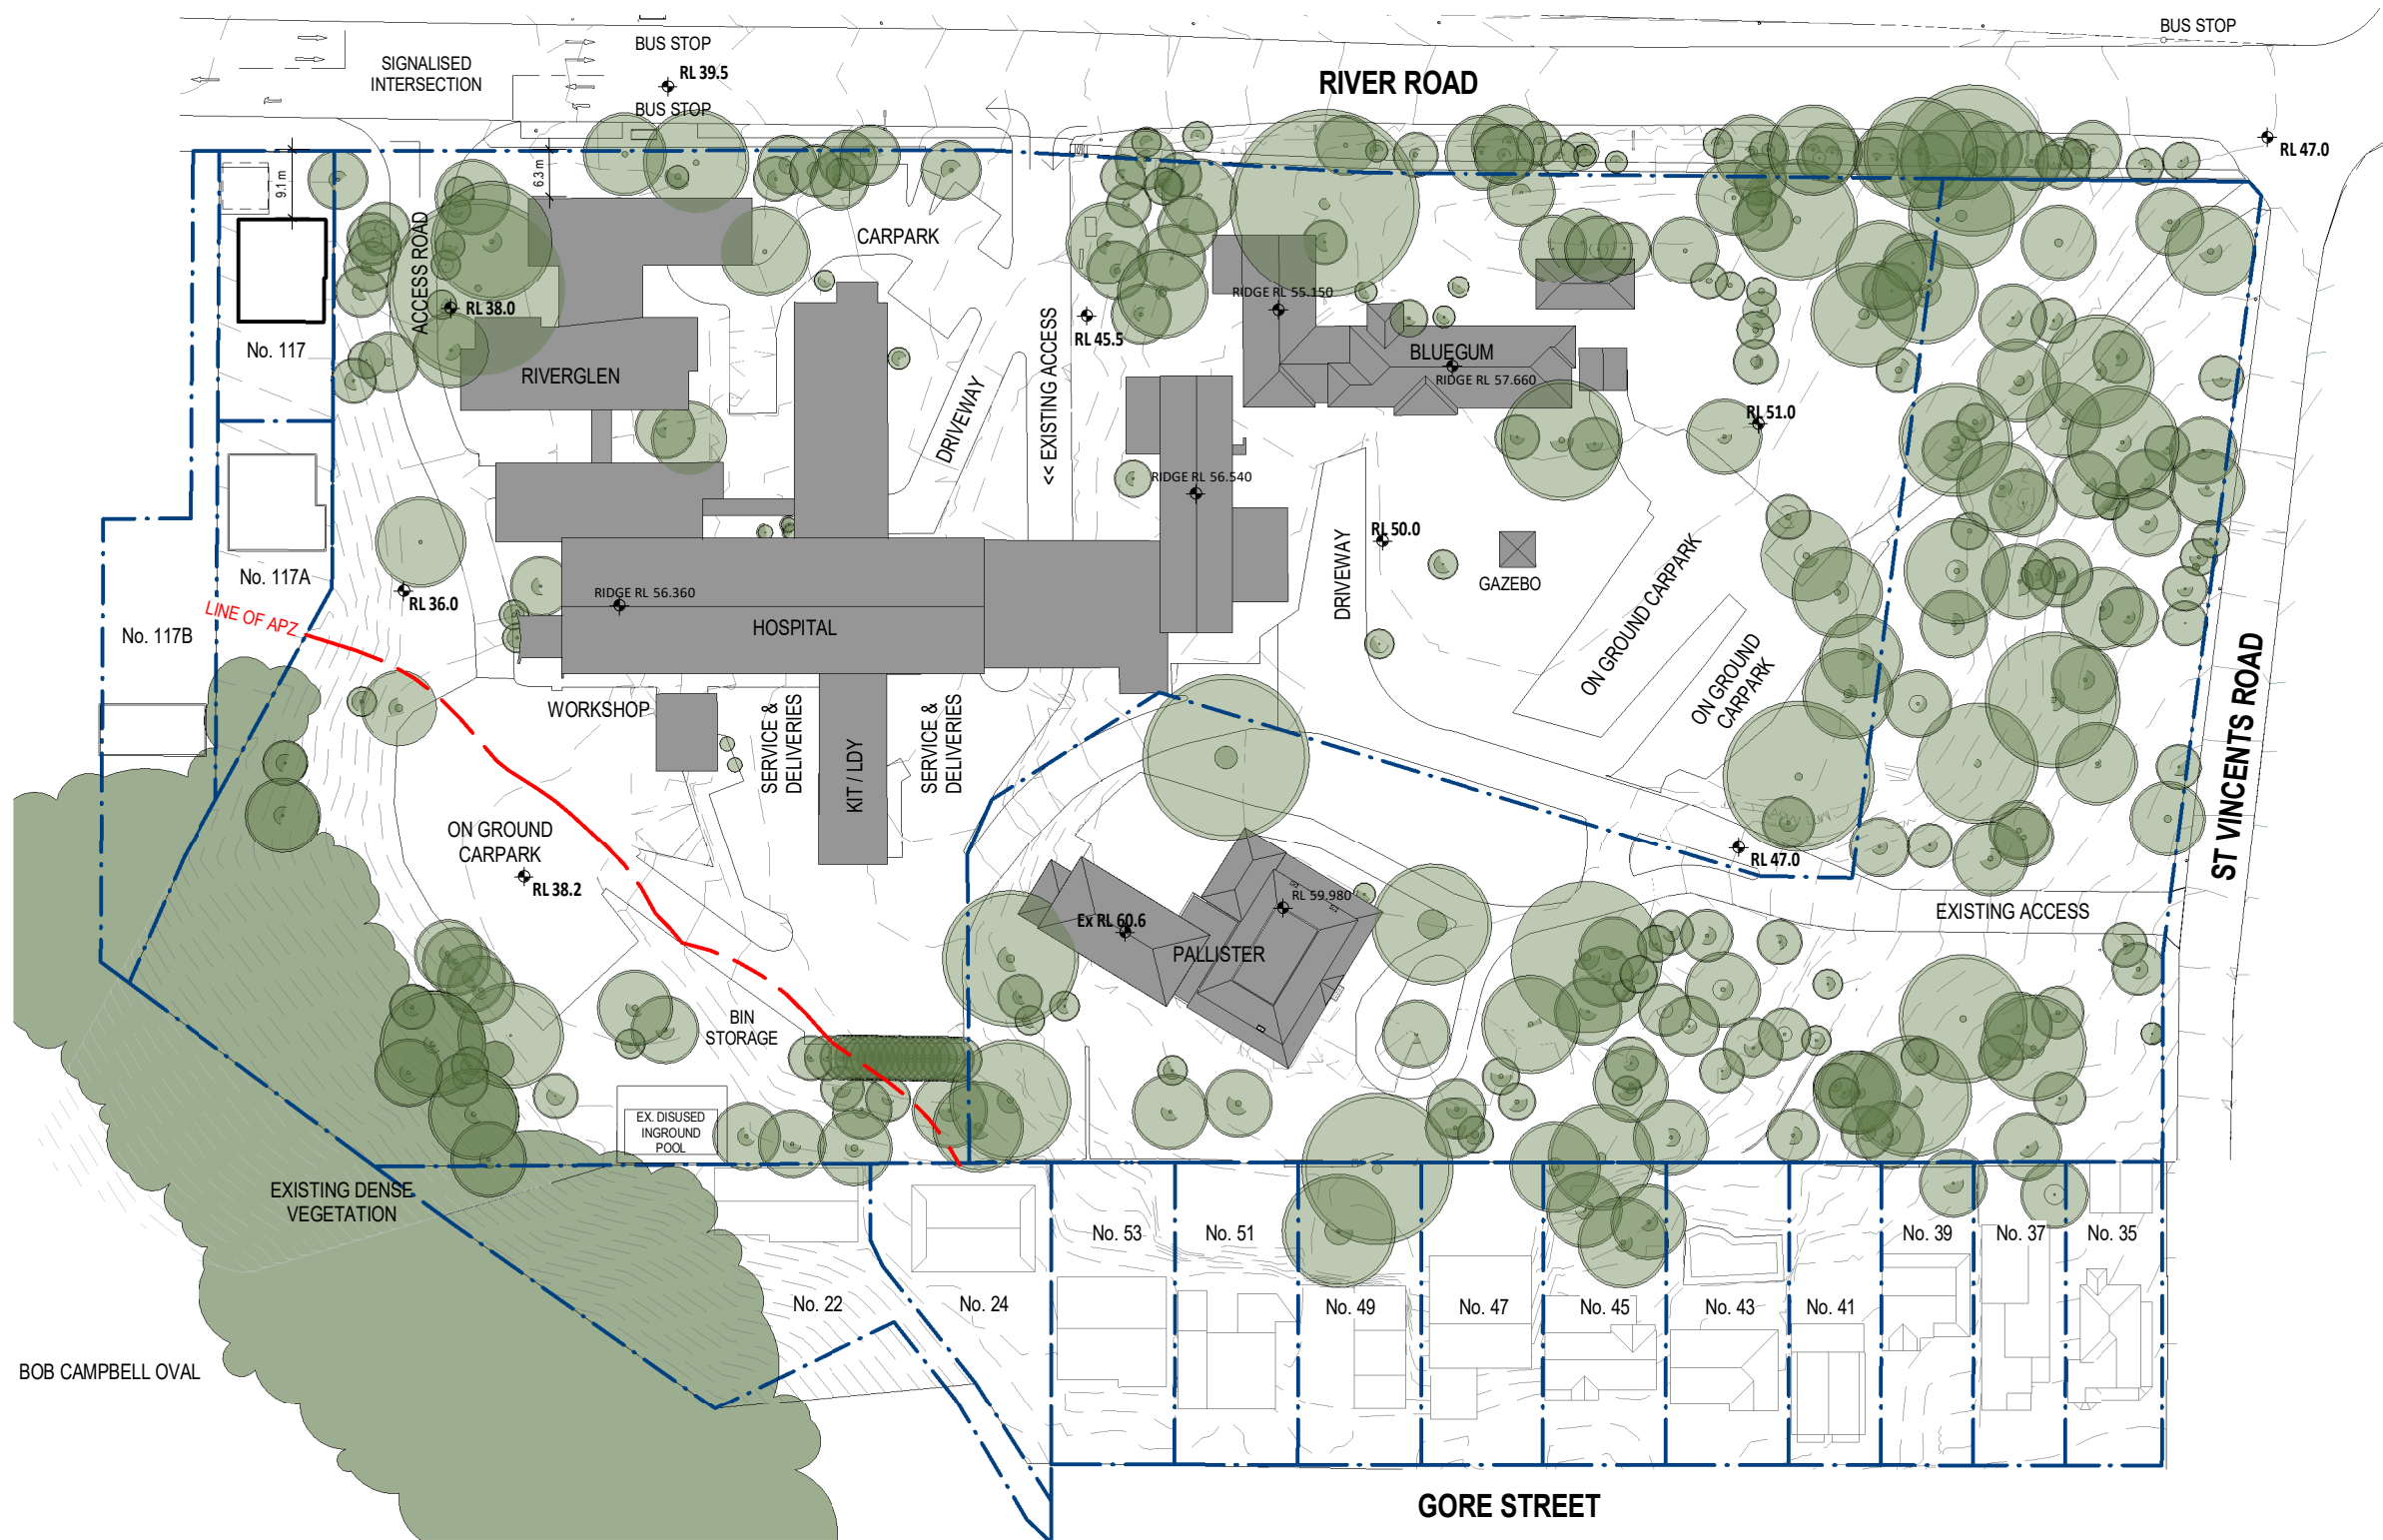 BUS STOP
BUS STOP
SIGNALISED
INTERSECTION
RL 39.5
RIVER ROAD
BUS STOP
RL 47.0
9.1 m
6.3 m
CARPARK
ACCESS ROAD
RL 38.0
RIDGE RL 55.150
<< EXISTING ACCESS
RL 45.5
No. 117
RIVERGLEN
BLUEGUM
RIDGE RL 57.660
DRIVEWAY
RL 51.0
RIDGE RL 56.540
RL 50.0
DRIVEWAY
GAZEBO
ON GROUND CARPARK
ON GROUND
CARPARK
No. 117A
RL 36.0
RIDGE RL 56.360
HOSPITAL
LINE OF APZ
No. 117B
WORKSHOP
SERVICE &
DELIVERIES
KIT / LDY
SERVICE &
DELIVERIES
ST VINCENTS ROAD
ON GROUND
CARPARK
RL 38.2
RL 47.0
RL 59.980
Ex RL 60.6
PALLISTER
EXISTING ACCESS
BIN
STORAGE
EX. DISUSED
INGROUND
POOL
EXISTING DENSE
VEGETATION
No. 53
No. 51
No. 39
No. 37
No. 35
No. 22
No. 24
No. 49
No. 47
No. 45
No. 43
No. 41
BOB CAMPBELL OVAL
GORE STREET
BUS STOP